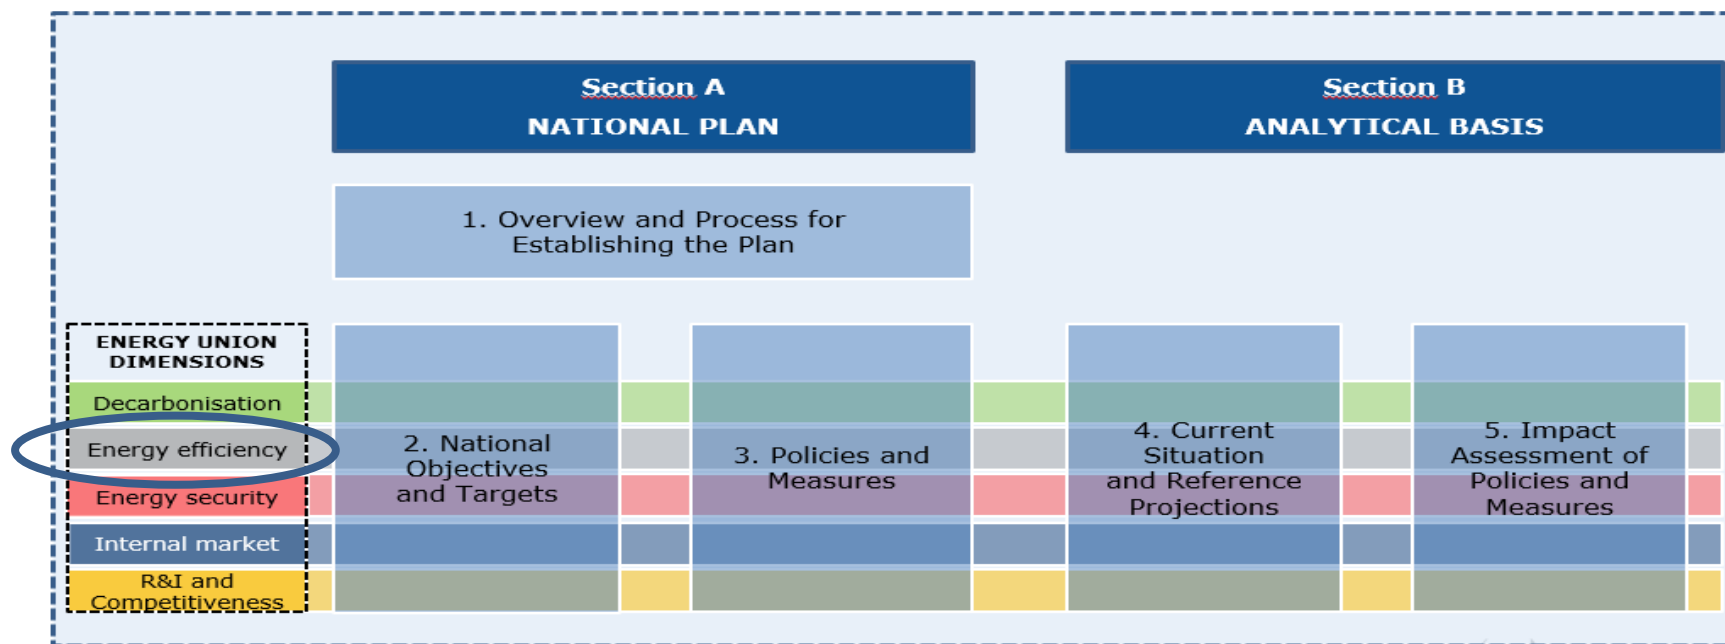 Section A
NATIONAL PLAN
Section B
ANALYTICAL BASIS
1. Overview and Process for
Establishing the Plan
ENERGY UNION
DIMENSIONS
Decarbonisation
Energy efficiency
Energy security
Internal market
R&I and
Competitiveness
2. National
Objectives
and Targets
3. Policies and
Measures
4. Current
Situation
and Reference
Projections
5. Impact
Assessment of
Policies and
Measures